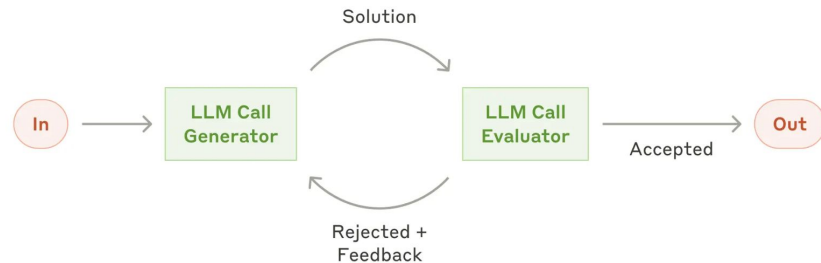 Solution
In
LLM Call
Generator
LLM Call
Evaluator
Out
Accepted
Rejected +
Feedback